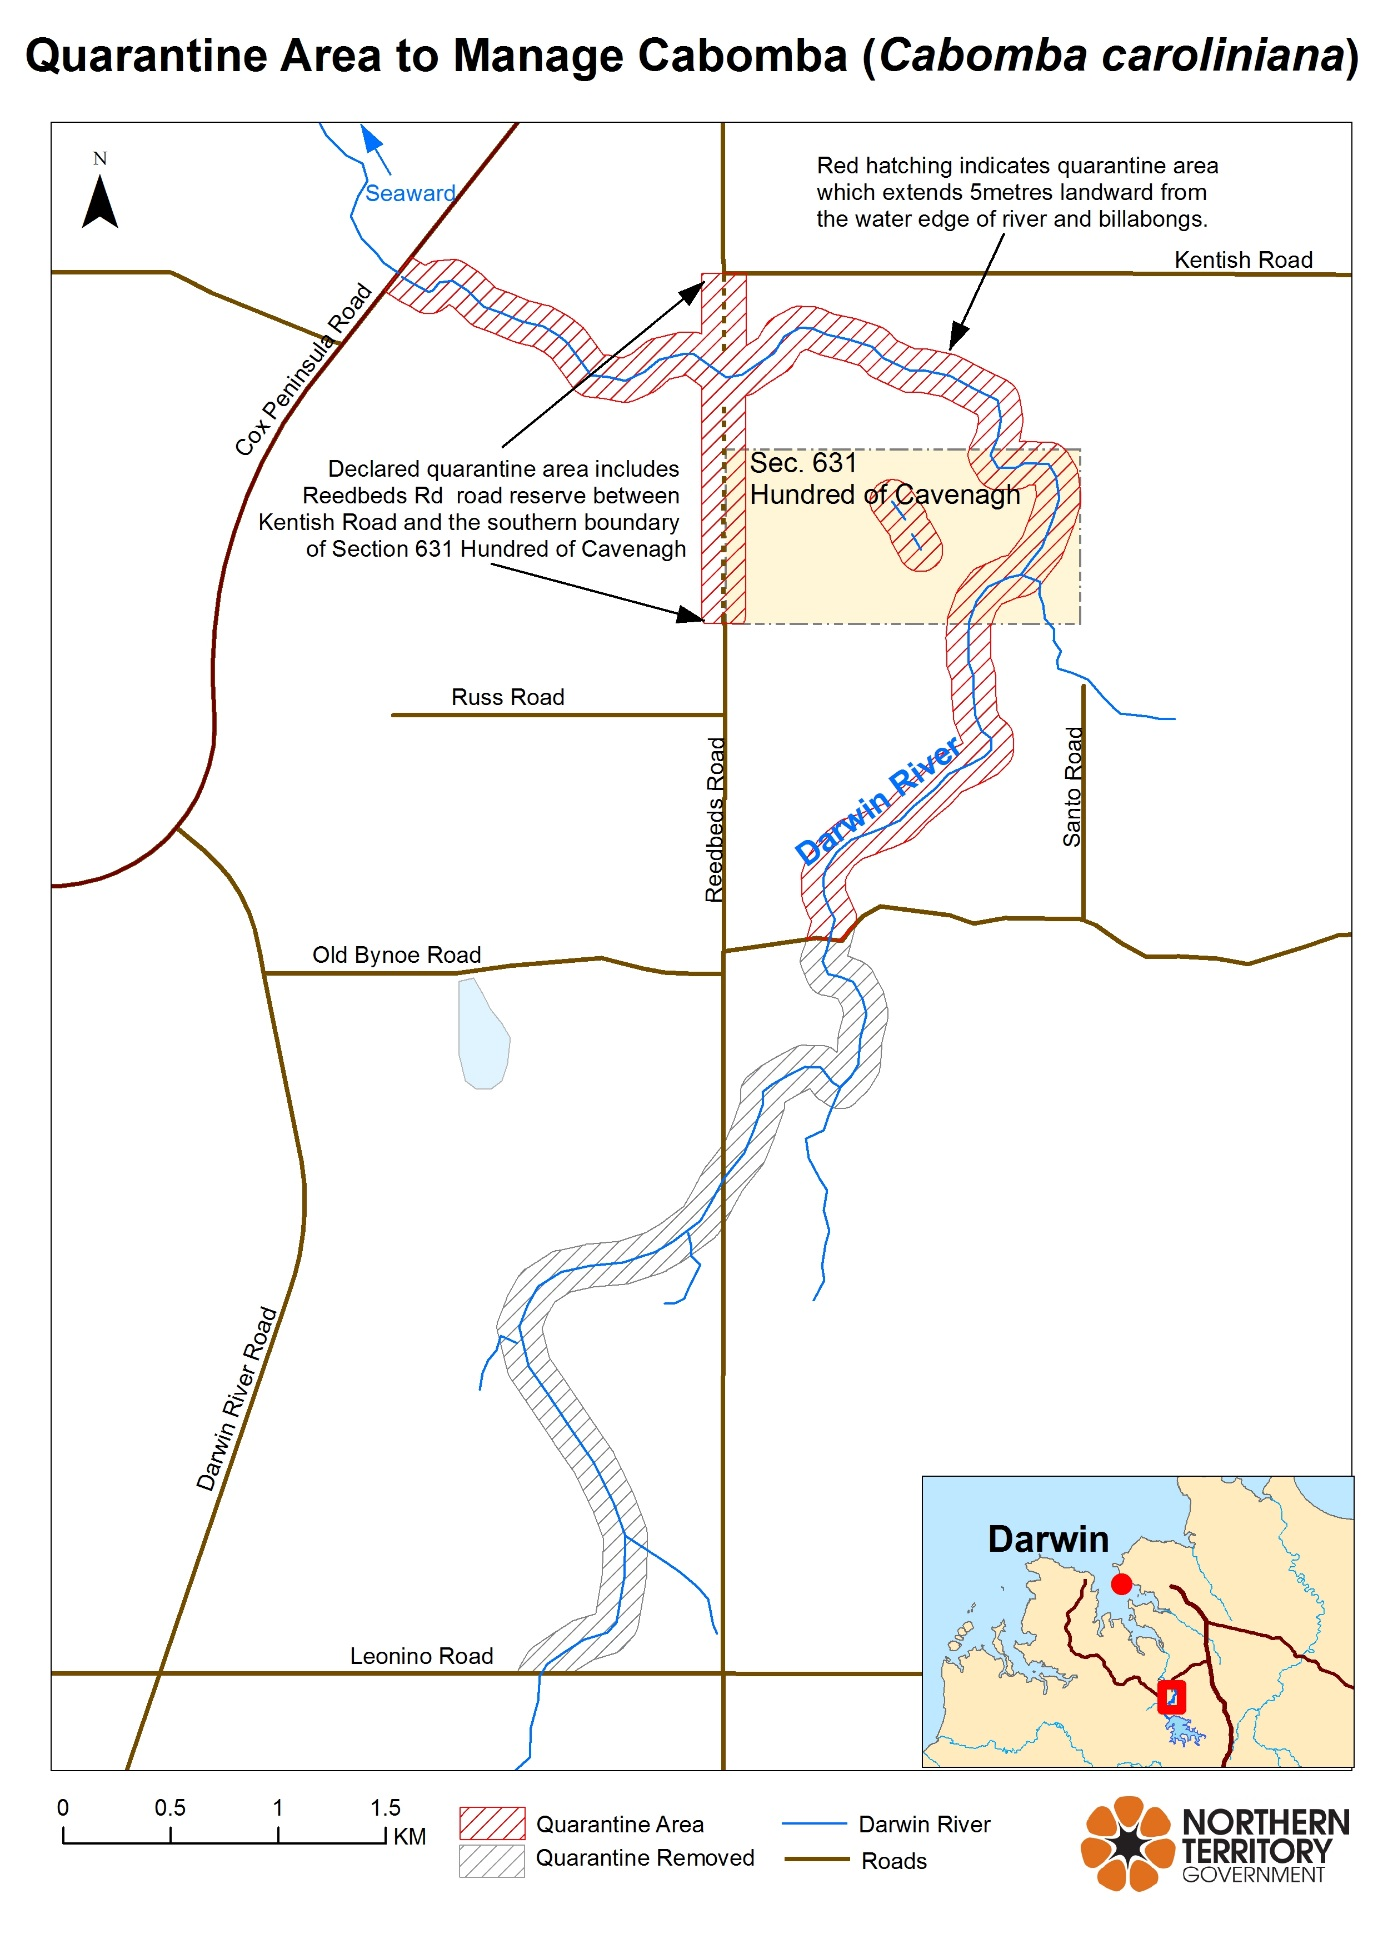 Quarantine Area to Manage Cabomba (Cabomba caroliniana)
N
Seaward
Red hatching indicates quarantine area
which extends 5metres landward from
the water edge of river and billabongs.
Kentish Road
Cox Peninsula Road
Declared quarantine area includes
Reedbeds Rd  road reserve between
Kentish Road and the southern boundary
of Section 631 Hundred of Cavenagh
Sec. 631
Hundred of Cavenagh
Russ Road
Reedbeds Road
Darwin River
Santo Road
Old Bynoe Road
Darwin River Road
Leonino Road
Darwin
0 0.5 1 1.5
KM
Quarantine Area
Quarantine Removed
Darwin River
Roads
NORTHERN
TERRITORY
GOVERNMENT